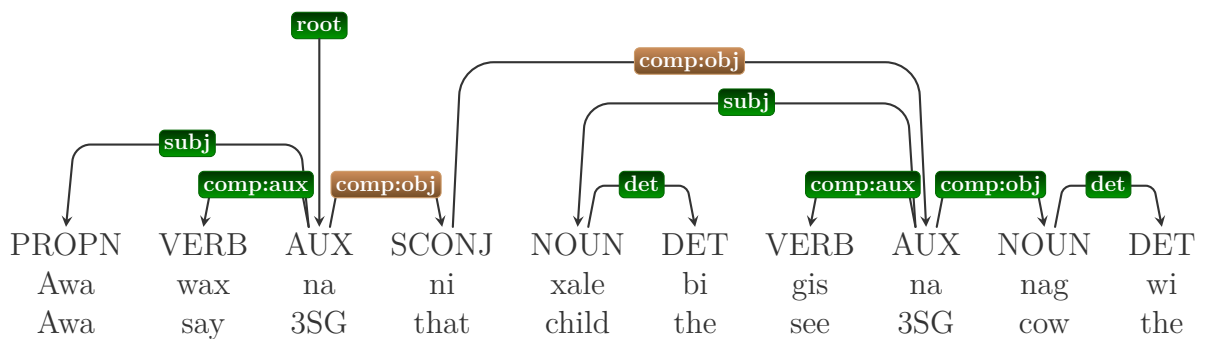 root
comp:obj
subj
subj
comp:aux comp:obj det comp:aux comp:obj det
PROPN VERB AUX SCONJ NOUN DET VERB AUX NOUN DET
Awa wax na ni xale bi gis na nag wi
Awa say 3SG that child the see 3SG cow the